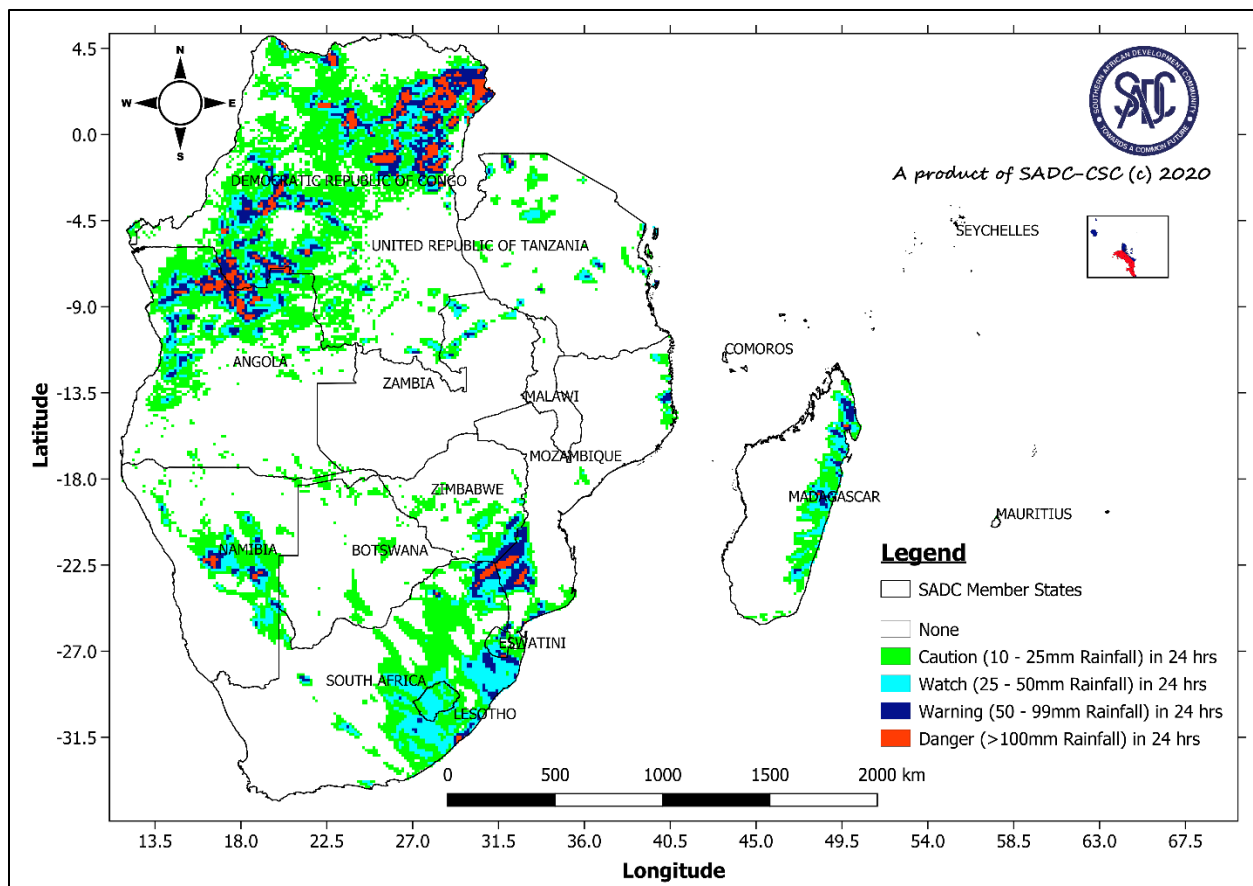 4.5
0.0
-4.5
-9.0
-13.5
-18.0
-22.5
-27.0
-31.5
Latitude
N
W
E
S
SOUTHERN AFRICAN DEVELOPMENT COMMUNITY
SADC
TOWARDS A COMMON FUTURE
A product of SADC-CSC (c) 2020
DEMOCRATIC REPUBLIC OF CONGO
SEYCHELLES
UNITED REPUBLIC OF TANZANIA
COMOROS
ANGOLA
ZAMBIA
MALAWI
MOZAMBIQUE
ZIMBABWE
MADAGASCAR
MAURITIUS
NAMIBIA
BOTSWANA
ESWATINI
SOUTH AFRICA
LESOTHO
Legend
SADC Member States
None
Caution (10 - 25mm Rainfall) in 24 hrs
Watch (25 - 50mm Rainfall) in 24 hrs
Warning (50 - 99mm Rainfall) in 24 hrs
Danger (>100mm Rainfall) in 24 hrs
0 500 1000 1500 2000 km
13.5 18.0 22.5 27.0 31.5 36.0 40.5 45.0 49.5 54.0 58.5 63.0 67.5
Longitude